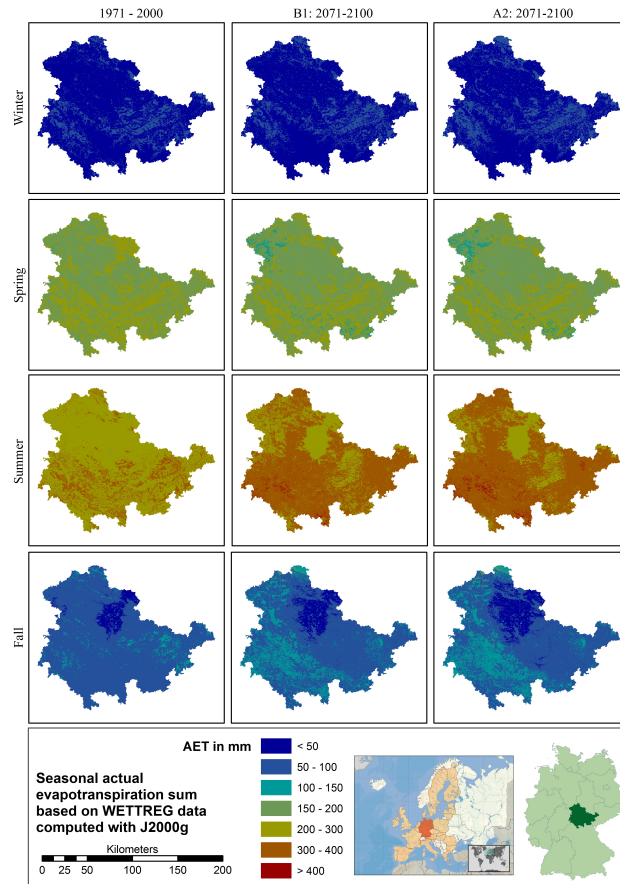 1971 - 2000
B1: 2071-2100
A2: 2071-2100
Winter
Spring
Summer
Fall
AET in mm
< 50
50 - 100
100 - 150
150 - 200
200 - 300
300 - 400
> 400
Seasonal actual
evapotranspiration sum
based on WETTREG data
computed with J2000g
Kilometers
0 25 50 100 150 200